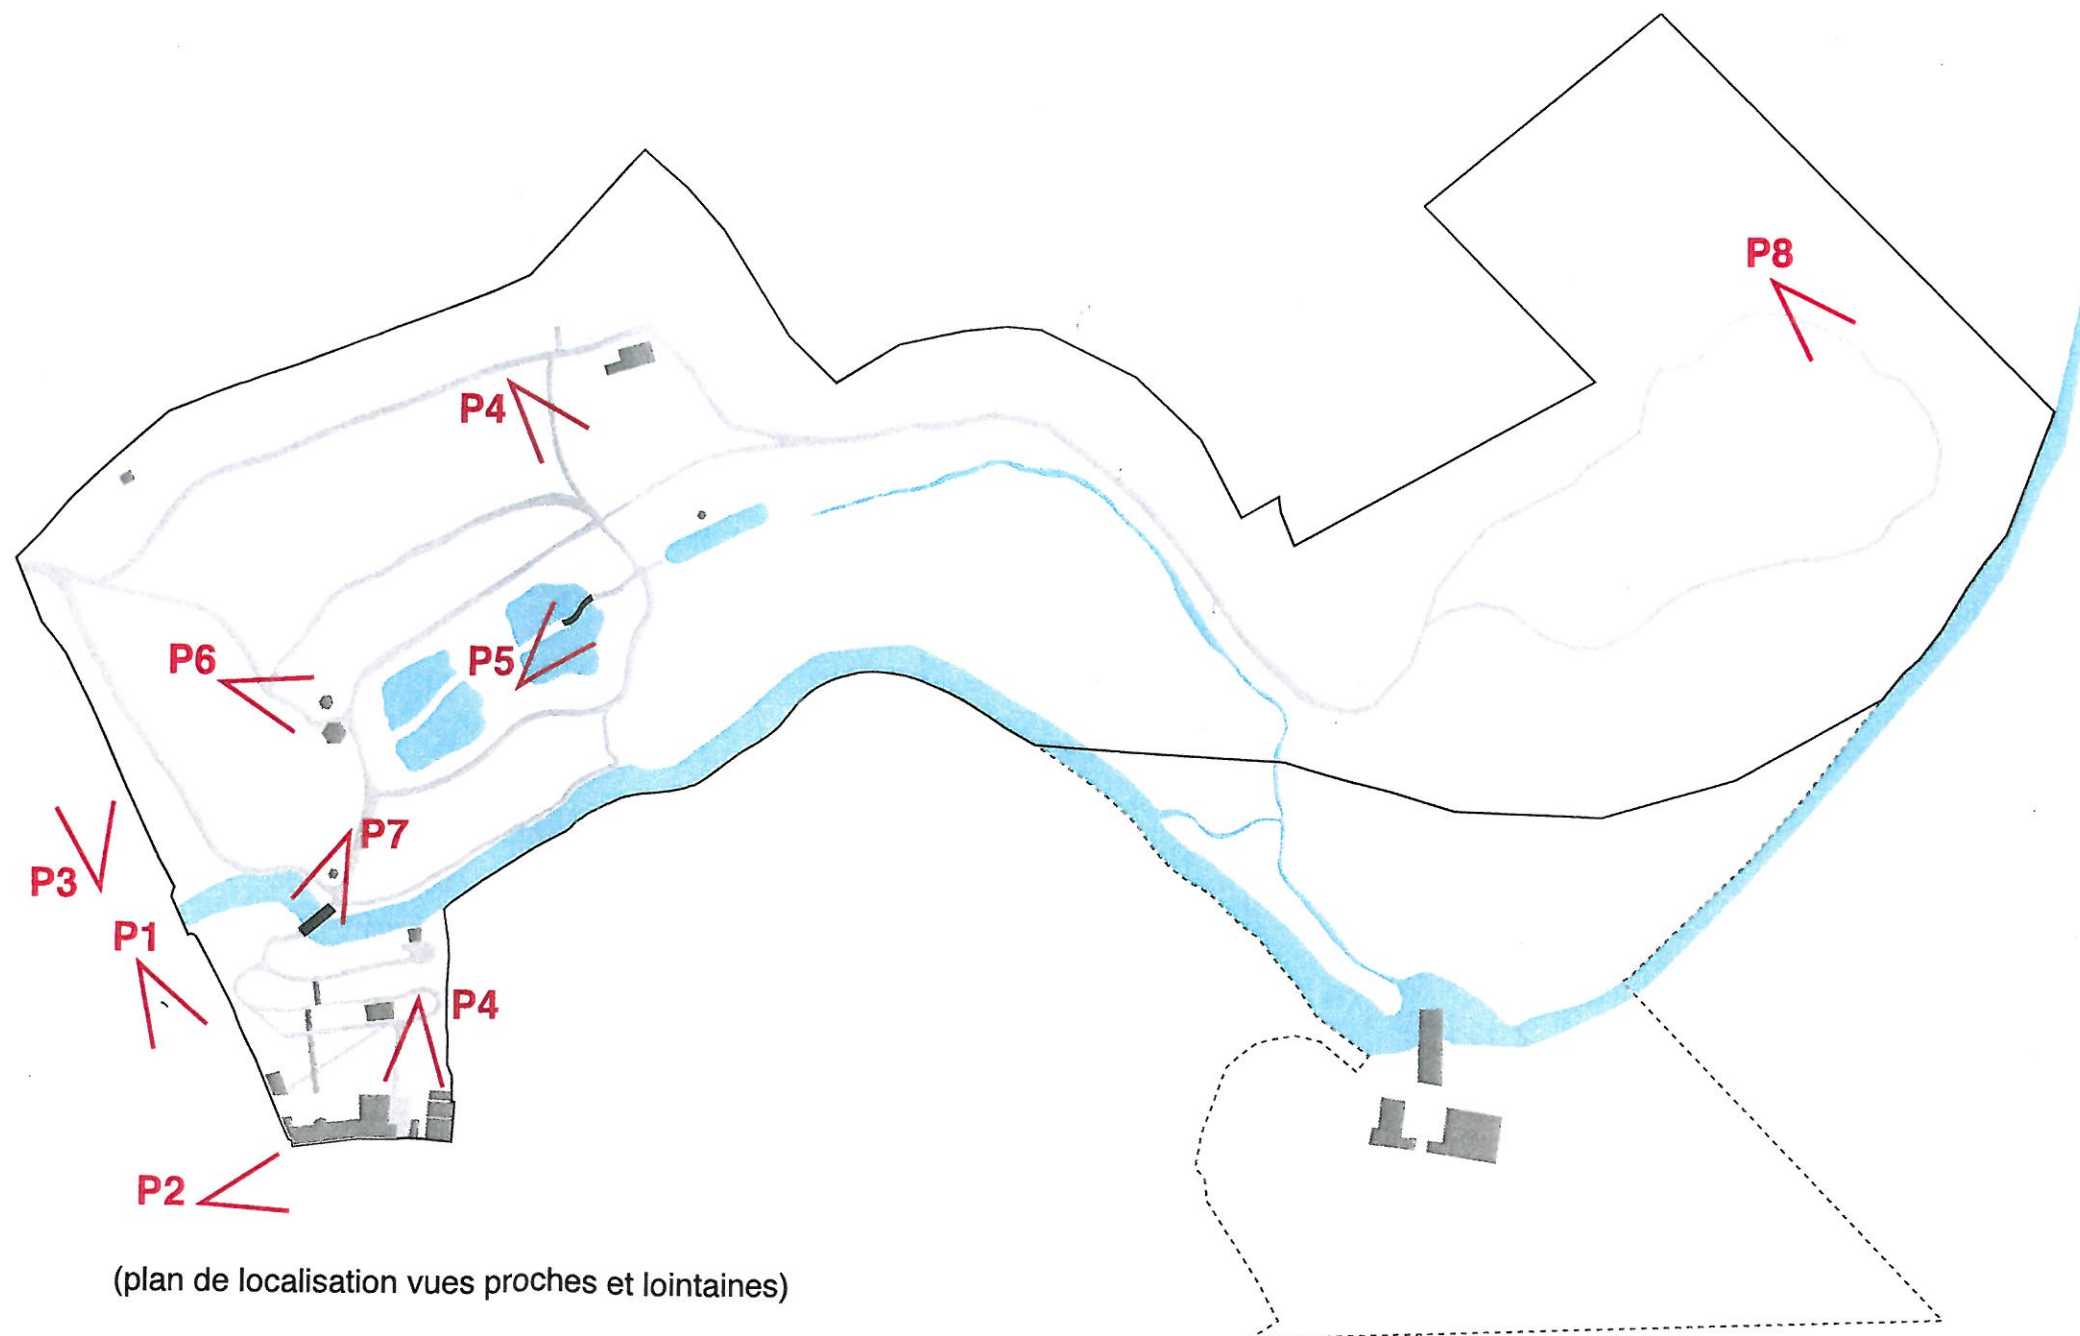 P8
P4
P6
P5
P7
P3
P1
P4
P2
(plan de localisation vues proches et lointaines)